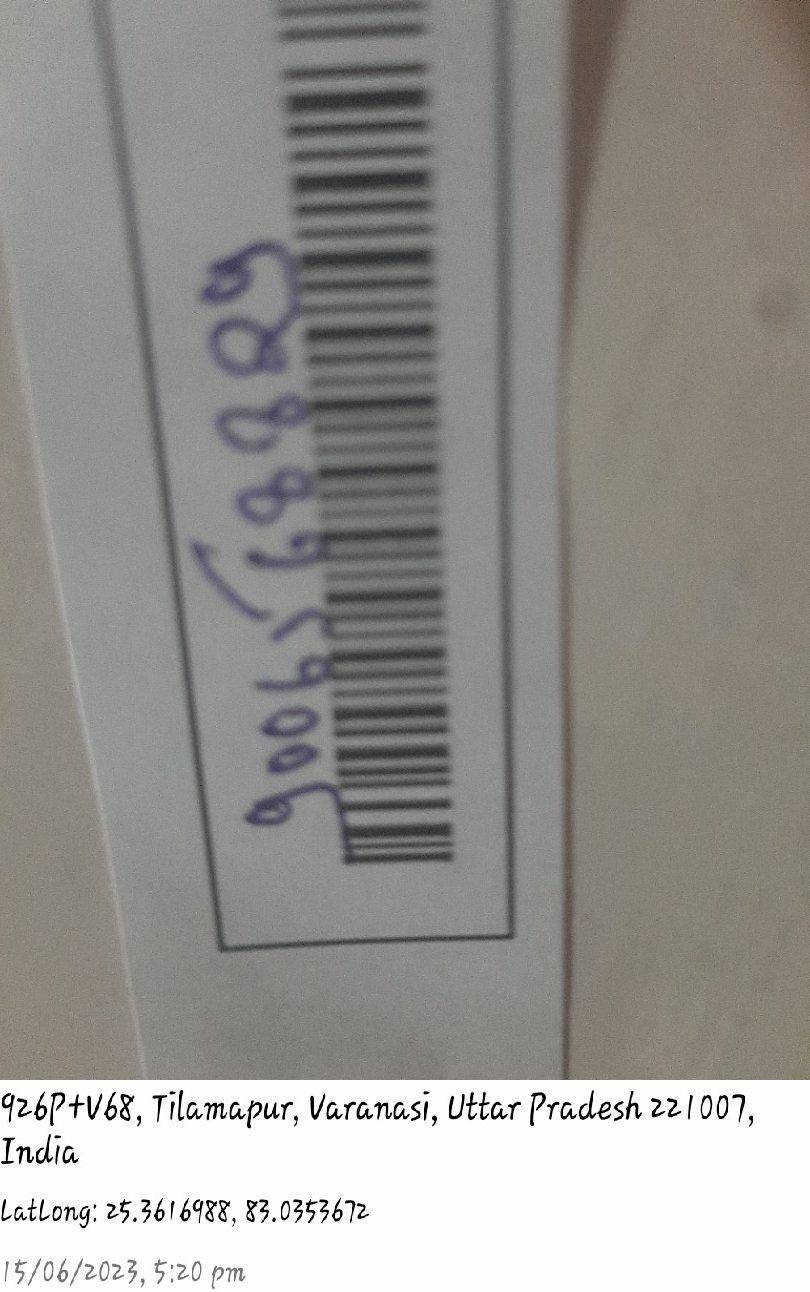 9006568889
926P+V68, Tilamapur, Varanasi, Uttar Pradesh 221007,
India
LatLong: 25.3616988, 83.0353672
15/06/2023, 5:20 pm